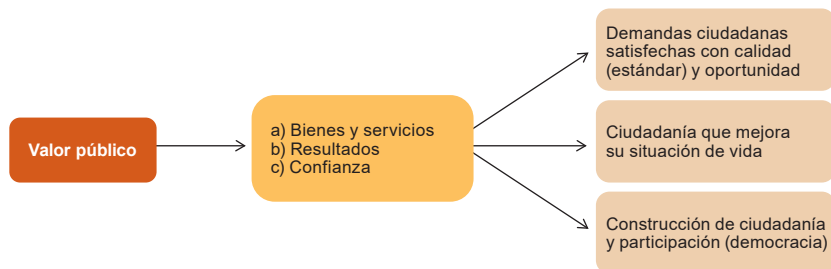 Valor público
a) Bienes y servicios
b) Resultados
c) Confianza
Demandas ciudadanas
satisfechas con calidad
(estándar) y oportunidad
Ciudadanía que mejora
su situación de vida
Construcción de ciudadanía
y participación (democracia)